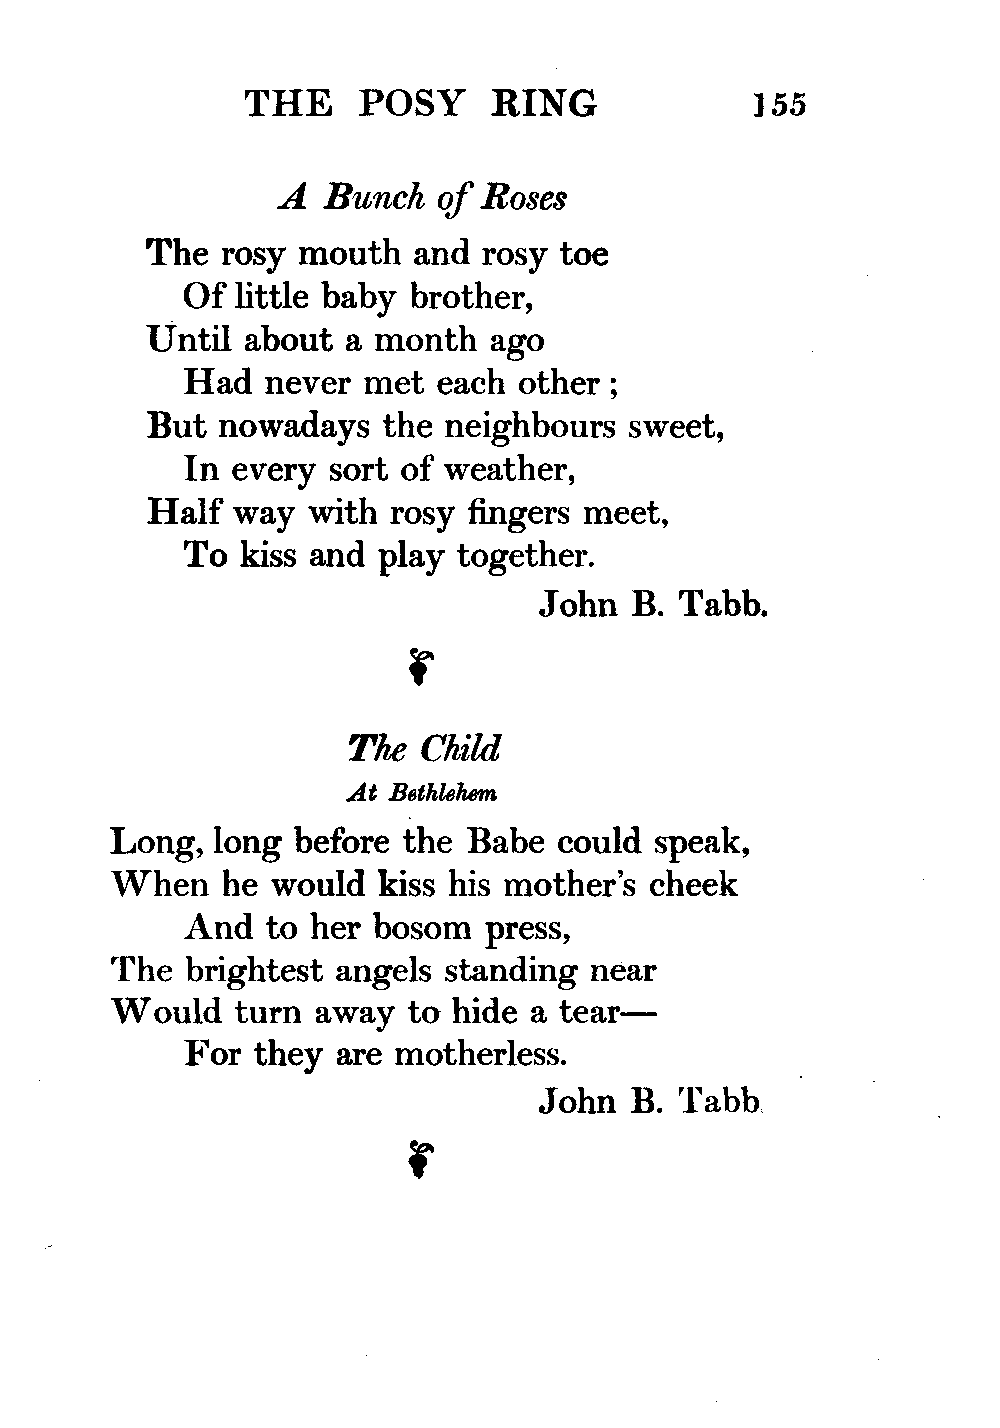 THE POSY RING 155
A Bunch of Roses
The rosy mouth and rosy toe
Of little baby brother,
Until about a month ago
Had never met each other ;
But nowadays the neighbours sweet,
In every sort of weather,
Half way with rosy fingers meet,
To kiss and play together.
John B. Tabb.
The Child
At Bethlehem
Long, long before the Babe could speak,
When he would kiss his mother's cheek
And to her bosom press,
The brightest angels standing near
Would turn away to hide a tear—
For they are motherless.
John B. Tabb.